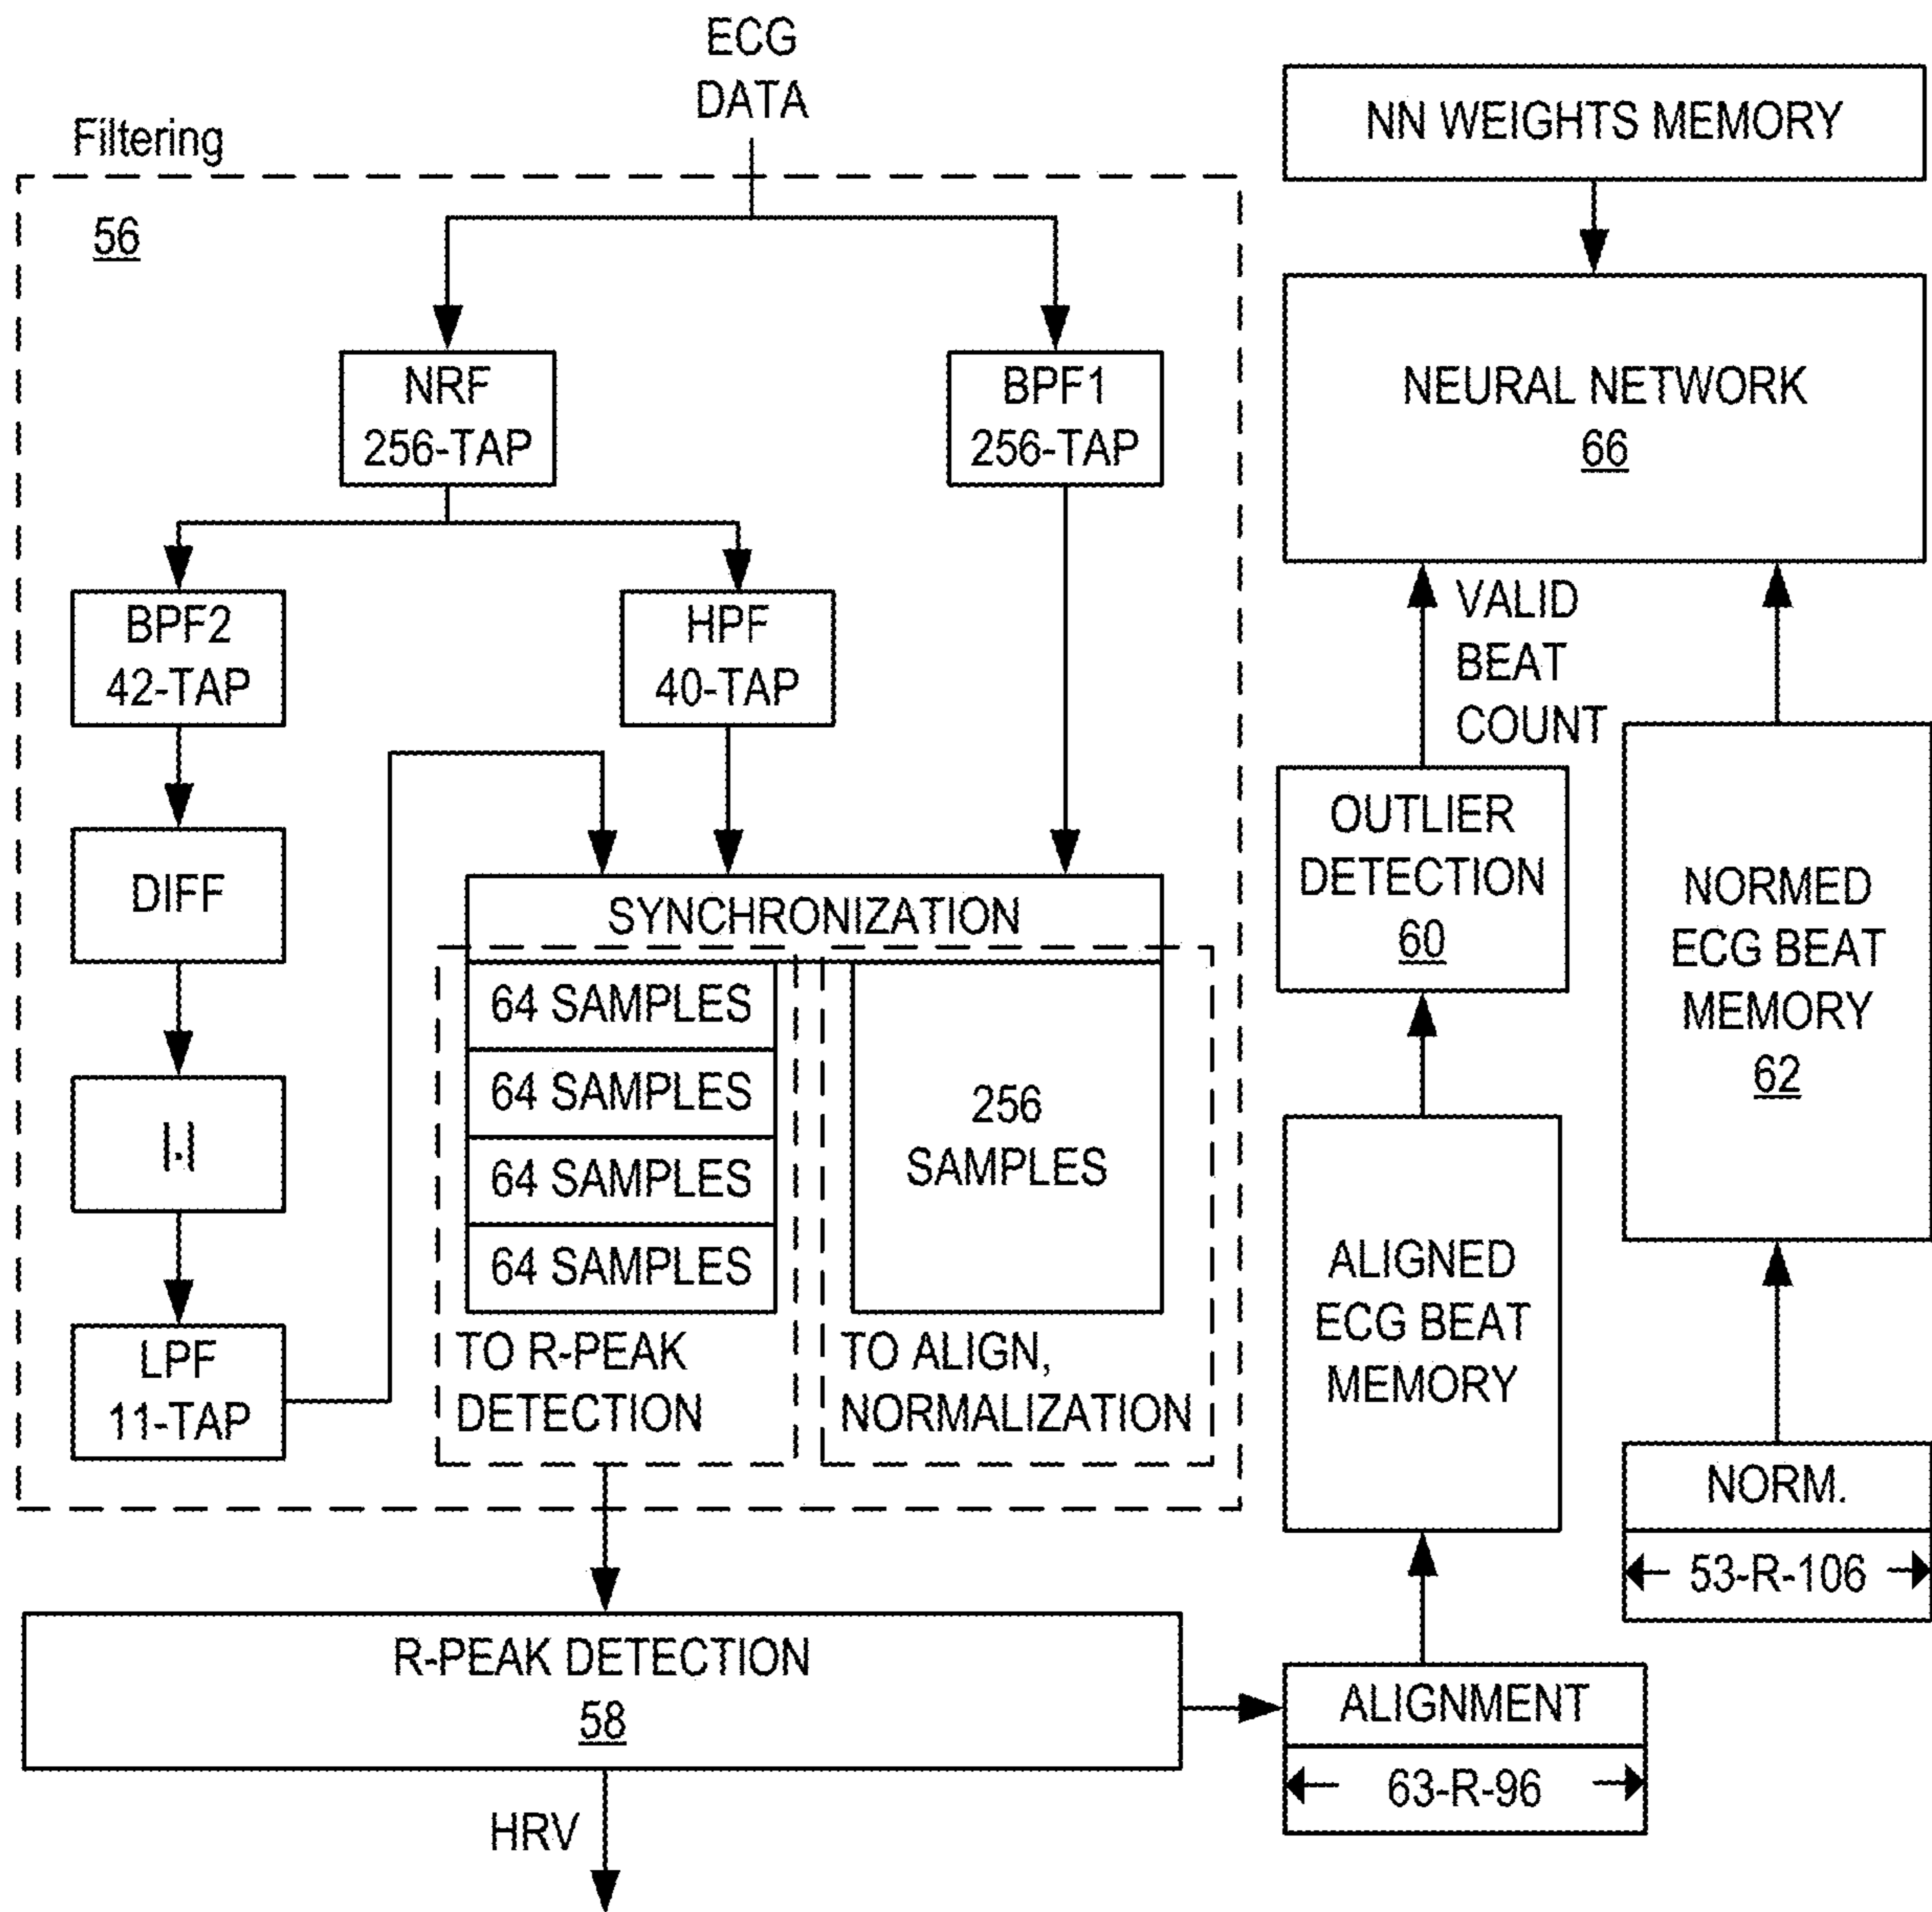 ECG
DATA
Filtering
56
NRF
256-TAP
BPF1
256-TAP
BPF2
42-TAP
HPF
40-TAP
DIFF
|·|
LPF
11-TAP
SYNCHRONIZATION
64 SAMPLES
64 SAMPLES
64 SAMPLES
64 SAMPLES
TO R-PEAK
DETECTION
256
SAMPLES
TO ALIGN,
NORMALIZATION
R-PEAK DETECTION
58
HRV
NN WEIGHTS MEMORY
NEURAL NETWORK
66
VALID
BEAT
COUNT
OUTLIER
DETECTION
60
ALIGNED
ECG BEAT
MEMORY
ALIGNMENT
63-R-96
NORMED
ECG BEAT
MEMORY
62
NORM.
53-R-106